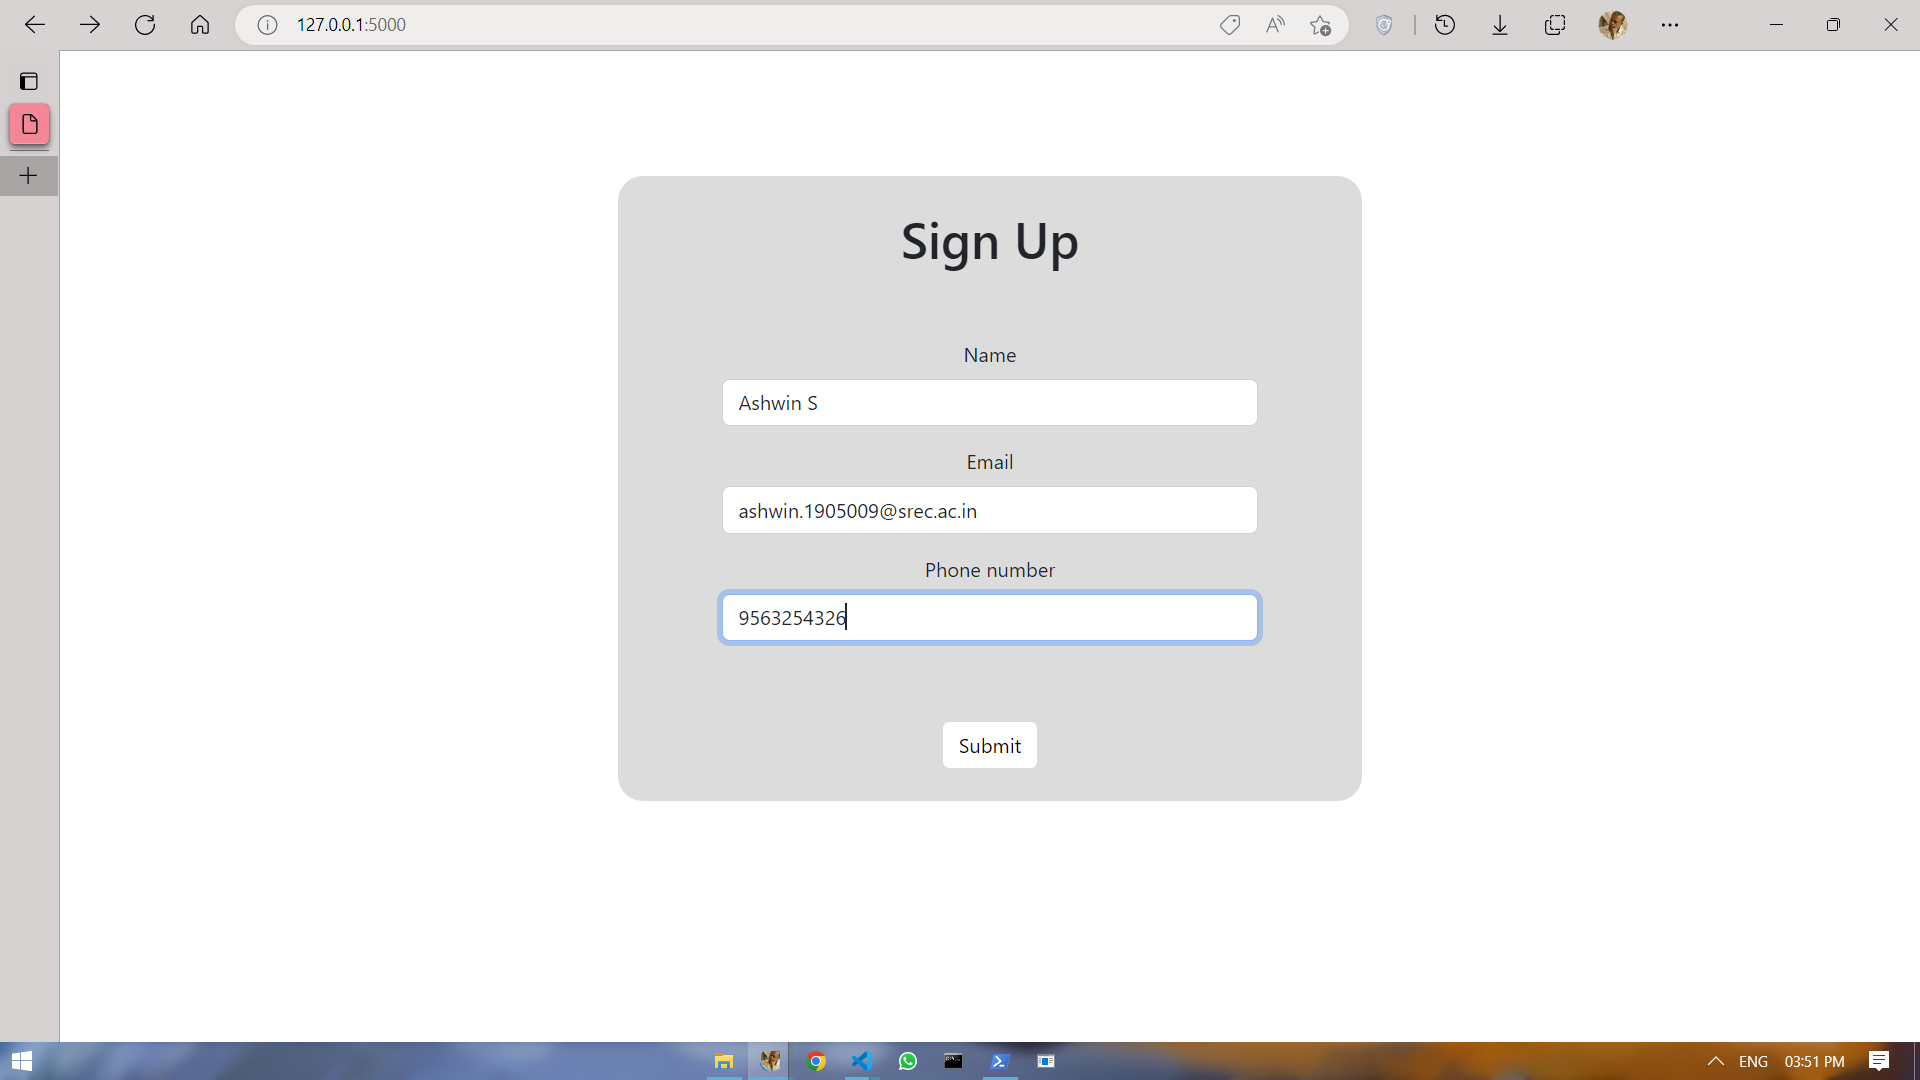 127.0.0.1:5000
Sign Up
Name
Ashwin S
Email
ashwin.1905009@srec.ac.in
Phone number
9563254326
Submit
ENG 03:51 PM